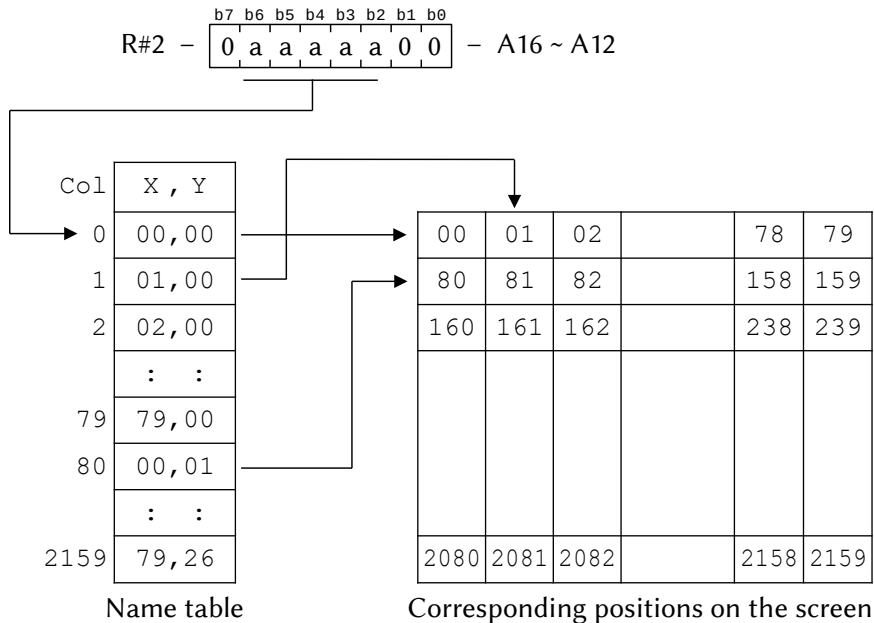 b7 b6 b5 b4 b3 b2 b1 b0
R#2 – 0 a a a a a 0 0 – A16 ~ A12
Col X , Y
0 00,00
1 01,00
2 02,00
: :
79 79,00
80 00,01
: :
2159 79,26
Name table
00 01 02 78 79
80 81 82 158 159
160 161 162 238 239
2080 2081 2082 2158 2159
Corresponding positions on the screen